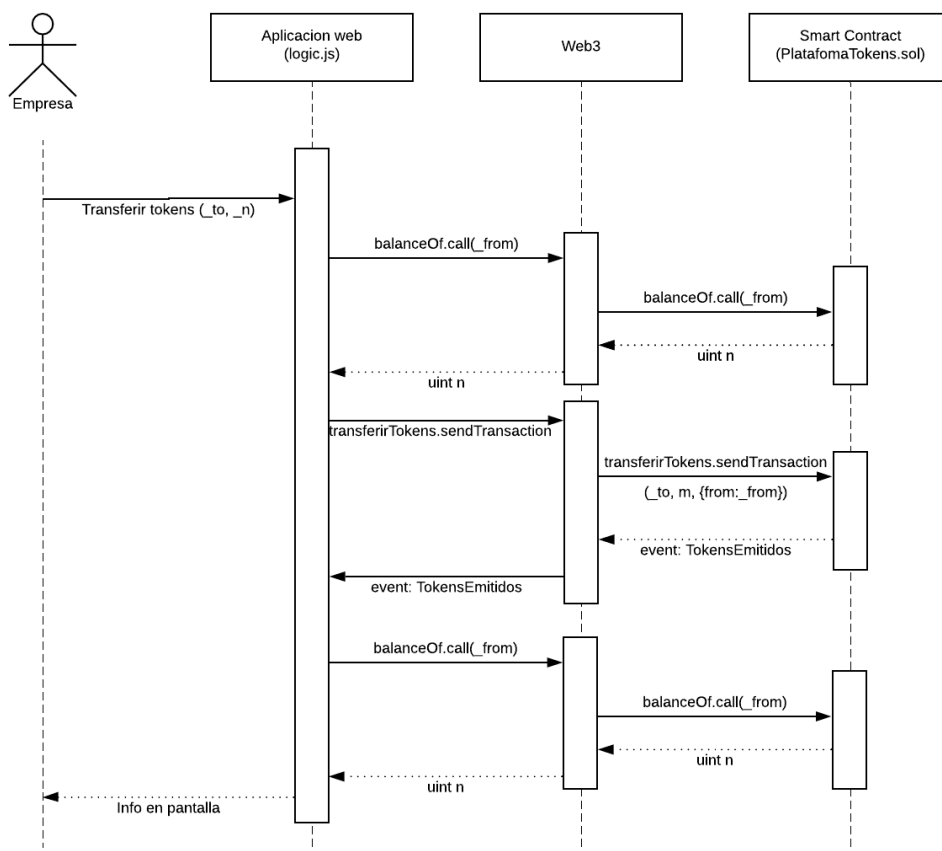 Aplicacion web
(logic.js)
Web3
Smart Contract
(PlatafomaTokens.sol)
Empresa
Transferir tokens (_to, _n)
balanceOf.call(_from)
balanceOf.call(_from)
uint n
uint n
transferirTokens.sendTransaction
transferirTokens.sendTransaction
(_to, m, {from:_from})
event: TokensEmitidos
event: TokensEmitidos
balanceOf.call(_from)
balanceOf.call(_from)
uint n
uint n
Info en pantalla